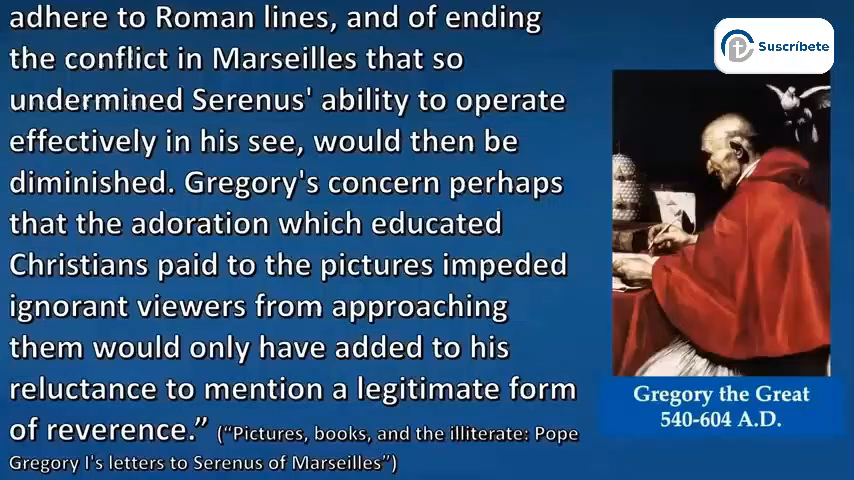 adhere to Roman lines, and of ending
the conflict in Marseilles that so
undermined Serenus' ability to operate
effectively in his see, would then be
diminished. Gregory's concern perhaps
that the adoration which educated
Christians paid to the pictures impeded
ignorant viewers from approaching
them would only have added to his
reluctance to mention a legitimate form
of reverence.” (“Pictures, books, and the illiterate: Pope
Gregory I's letters to Serenus of Marseilles”)
Suscríbete
Gregory the Great
540-604 A.D.